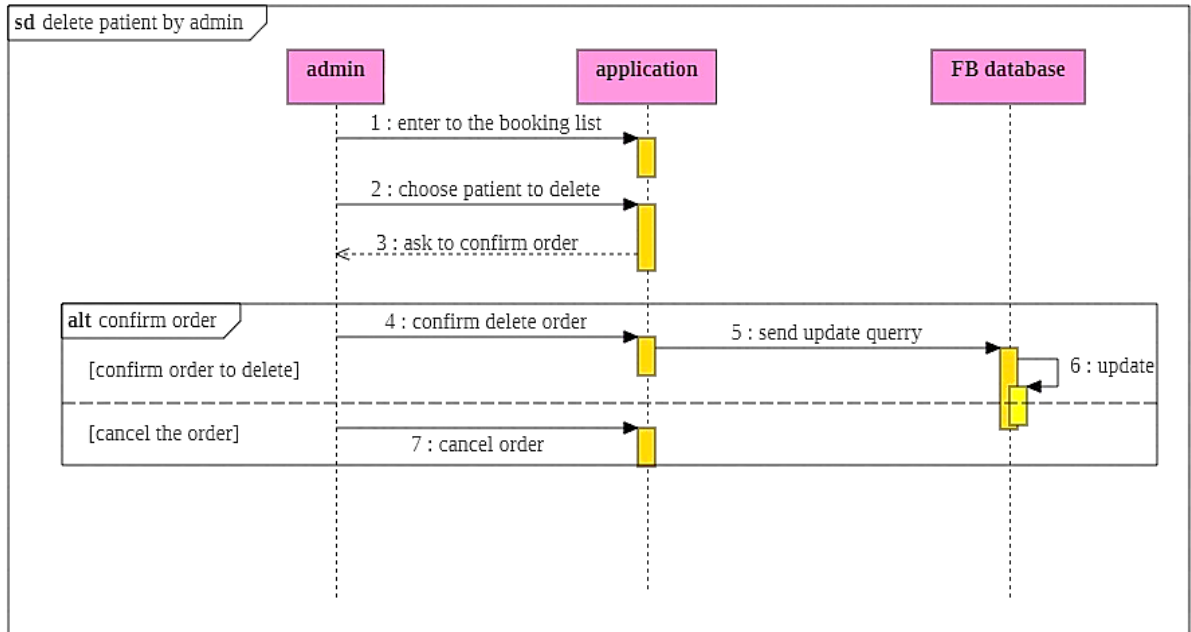 sd delete patient by admin
admin
application
FB database
1 : enter to the booking list
2 : choose patient to delete
3 : ask to confirm order
alt confirm order
4 : confirm delete order
5 : send update querry
[confirm order to delete]
6 : update
[cancel the order]
7 : cancel order